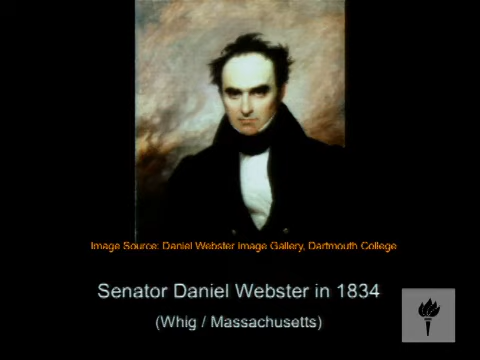 Image Source: Daniel Webster Image Gallery, Dartmouth College
Senator Daniel Webster in 1834
(Whig / Massachusetts)